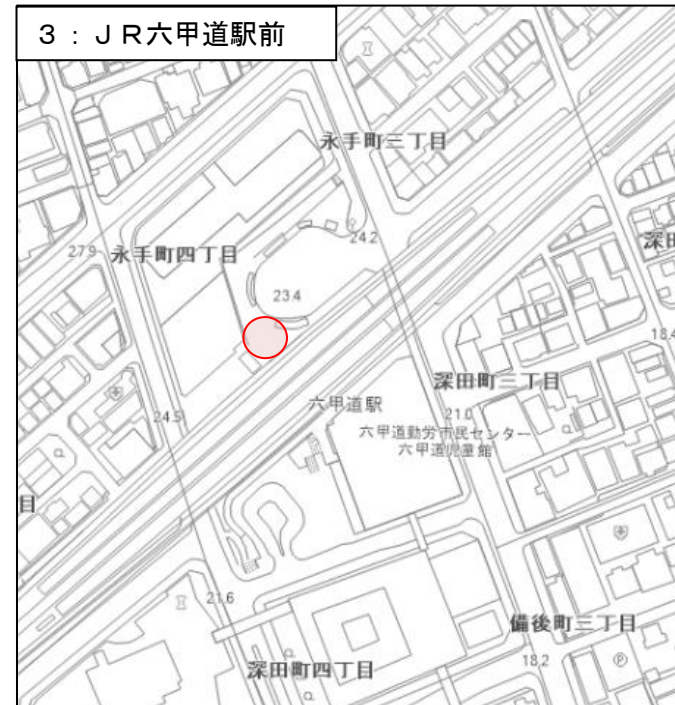 3：ＪＲ六甲道駅前
永手町三丁目
24.2
27.9
永手町四丁目
深田
23.4
18.4
深田町三丁目
六甲道駅
21.0
24.5
六甲道勤労市民センター
六甲道児童館
目
21.6
備後町三丁目
18.2
深田町四丁目